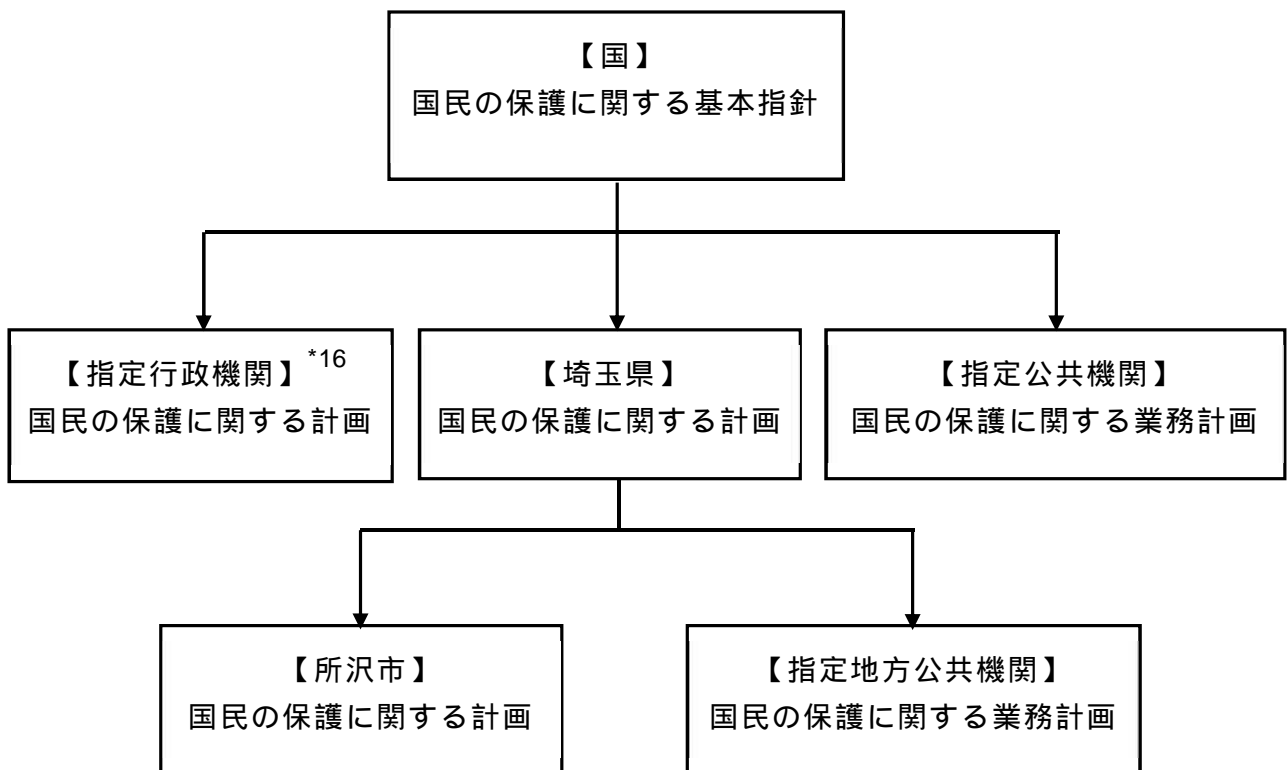 【国】
国民の保護に関する基本指針
【指定行政機関】*16
国民の保護に関する計画
【埼玉県】
国民の保護に関する計画
【指定公共機関】
国民の保護に関する業務計画
【所沢市】
国民の保護に関する計画
【指定地方公共機関】
国民の保護に関する業務計画